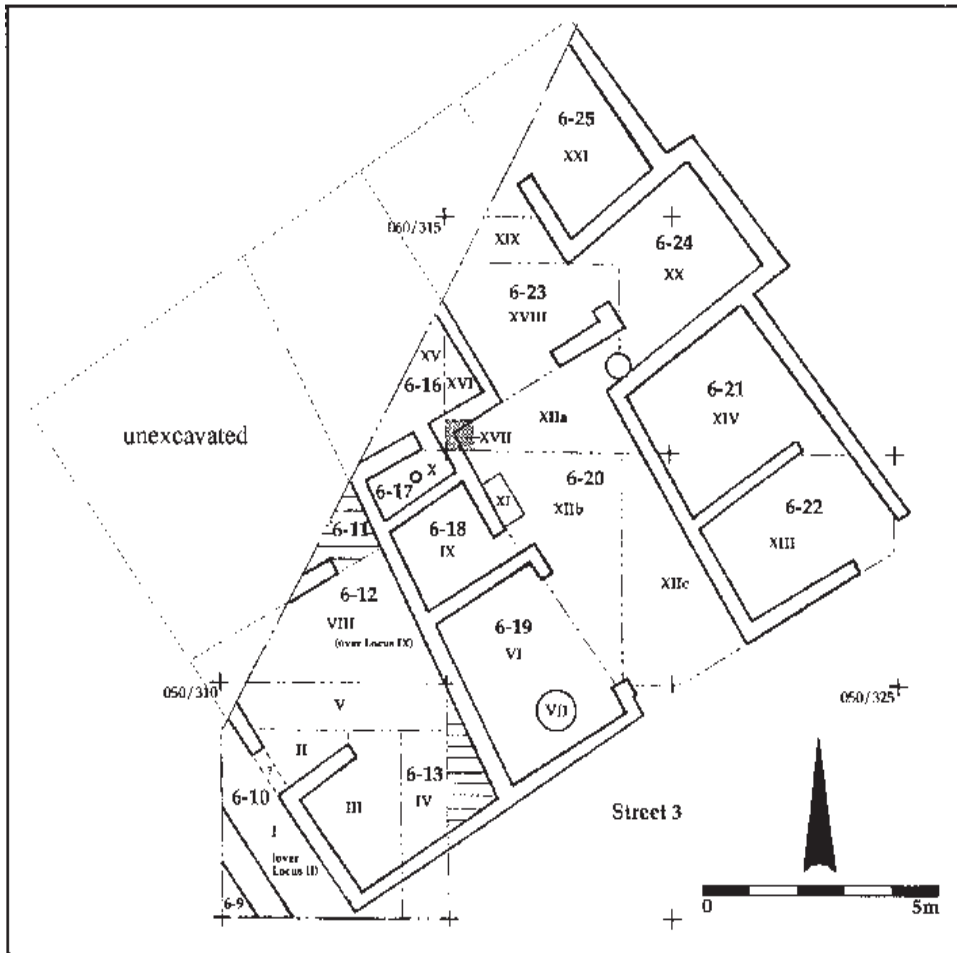 6-25
XXI
060/315
XIX
6-24
XX
6-23
XVIII
XV
6-16
XVI
6-21
XIV
XIIa
unexcavated
XVII
X
6-17
6-20
XI
XIIb
6-22
6-11
6-18
IX
XIII
6-12
VIII
(over Locus IX)
XIIc
6-19
VI
050/310
V
050/325
VII
II
6-13
6-10
III
IV
Street 3
I
(over
Locus II)
6-9
0
5m